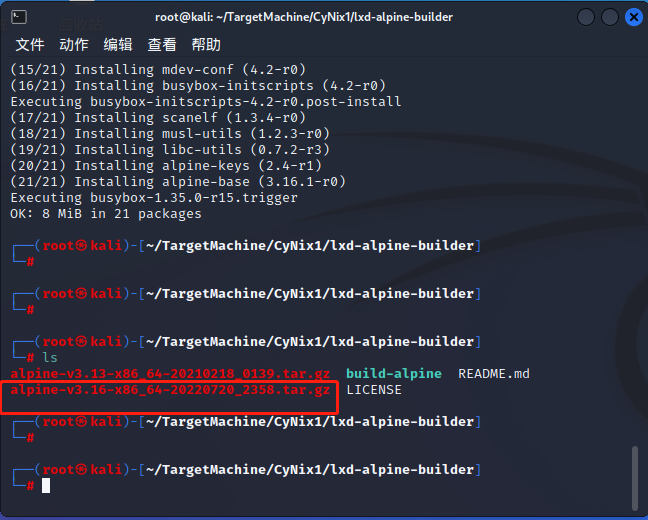 root@kali: ~/TargetMachine/CyNix1/lxd-alpine-builder
文件 动作 编辑 查看 帮助
(15/21) Installing mdev-conf (4.2-r0)
(16/21) Installing busybox-initscripts (4.2-r0)
Executing busybox-initscripts-4.2-r0.post-install
(17/21) Installing scanelf (1.3.4-r0)
(18/21) Installing musl-utils (1.2.3-r0)
(19/21) Installing libc-utils (0.7.2-r3)
(20/21) Installing alpine-keys (2.4-r1)
(21/21) Installing alpine-base (3.16.1-r0)
Executing busybox-1.35.0-r15.trigger
OK: 8 MiB in 21 packages
┌──(root㉿kali)-[~/TargetMachine/CyNix1/lxd-alpine-builder]
└─#
┌──(root㉿kali)-[~/TargetMachine/CyNix1/lxd-alpine-builder]
└─#
┌──(root㉿kali)-[~/TargetMachine/CyNix1/lxd-alpine-builder]
└─# ls
alpine-v3.13-x86_64-20210218_0139.tar.gz build-alpine README.md
alpine-v3.16-x86_64-20220720_2358.tar.gz LICENSE
┌──(root㉿kali)-[~/TargetMachine/CyNix1/lxd-alpine-builder]
└─#
┌──(root㉿kali)-[~/TargetMachine/CyNix1/lxd-alpine-builder]
└─#